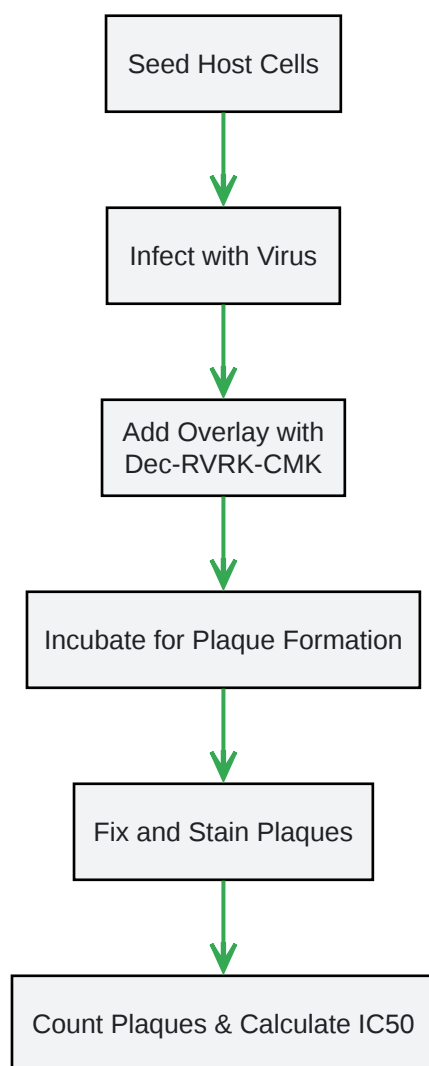 Seed Host Cells
Infect with Virus
Add Overlay with
Dec-RVRK-CMK
Incubate for Plaque Formation
Fix and Stain Plaques
Count Plaques & Calculate IC50